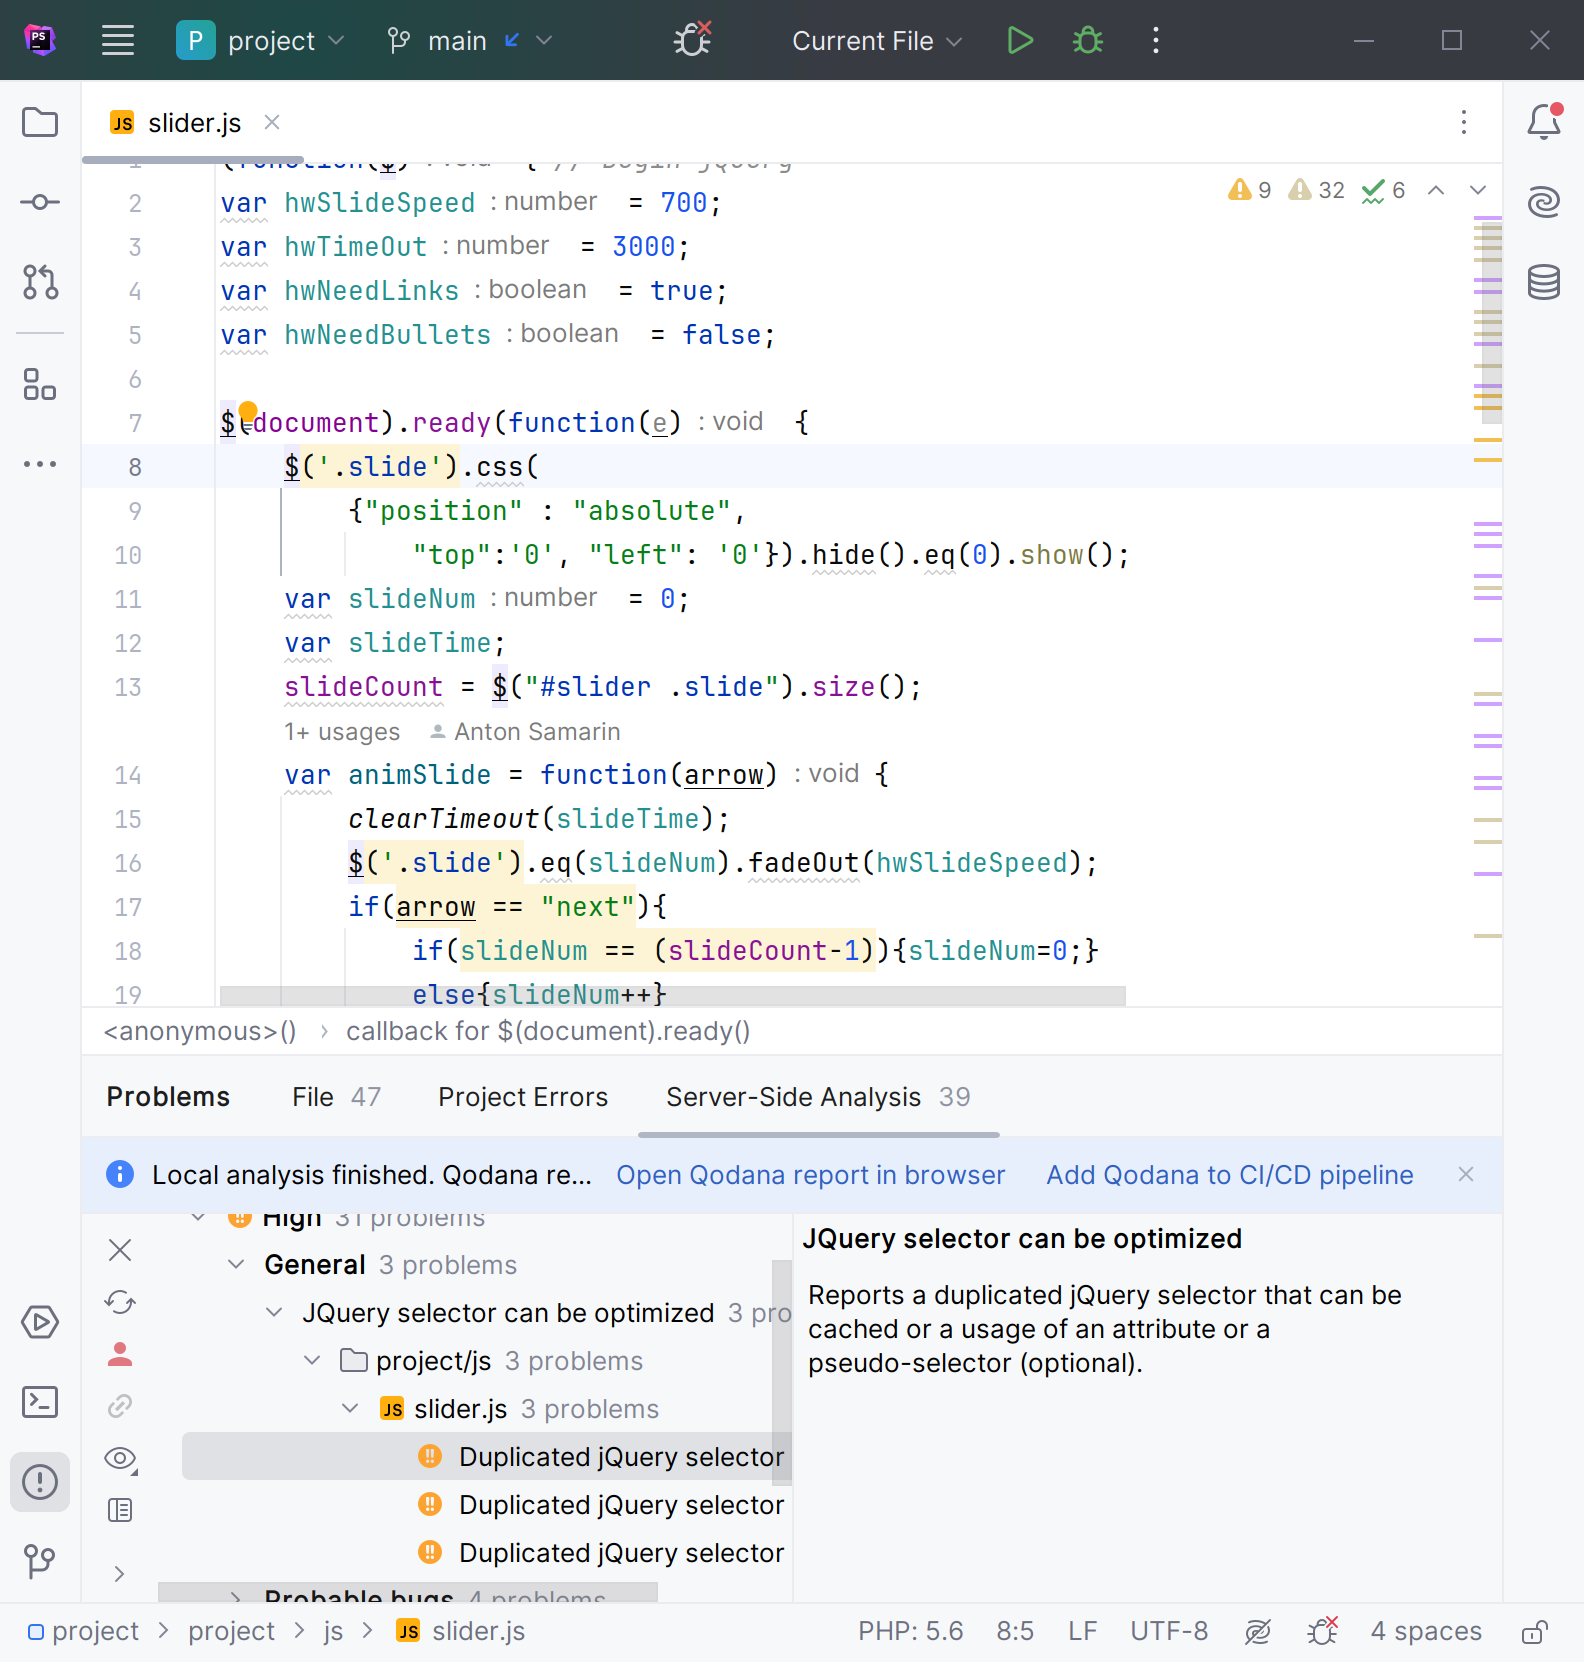 PS
P project main Current File
JS slider.js
1 (function($) : void { // Begin jQuery
9 32 6
2 var hwSlideSpeed : number = 700;
3 var hwTimeOut : number = 3000;
4 var hwNeedLinks : boolean = true;
5 var hwNeedBullets : boolean = false;
6
7 $(document).ready(function(e) : void {
8 $('.slide').css(
9 {"position" : "absolute",
10 "top":'0', "left": '0'}).hide().eq(0).show();
11 var slideNum : number = 0;
12 var slideTime;
13 slideCount = $("#slider .slide").size();
1+ usages Anton Samarin
14 var animSlide = function(arrow) : void {
15 clearTimeout(slideTime);
16 $('.slide').eq(slideNum).fadeOut(hwSlideSpeed);
17 if(arrow == "next"){
18 if(slideNum == (slideCount-1)){slideNum=0;}
19 else{slideNum++}
<anonymous>() › callback for $(document).ready()
Problems File 47 Project Errors Server-Side Analysis 39
Local analysis finished. Qodana re... Open Qodana report in browser Add Qodana to CI/CD pipeline
High 31 problems
General 3 problems
JQuery selector can be optimized 3 pro
project/js 3 problems
JS slider.js 3 problems
Duplicated jQuery selector
Duplicated jQuery selector
Duplicated jQuery selector
Probable bugs 4 problems
JQuery selector can be optimized
Reports a duplicated jQuery selector that can be
cached or a usage of an attribute or a
pseudo-selector (optional).
project > project > js > JS slider.js PHP: 5.6 8:5 LF UTF-8 4 spaces